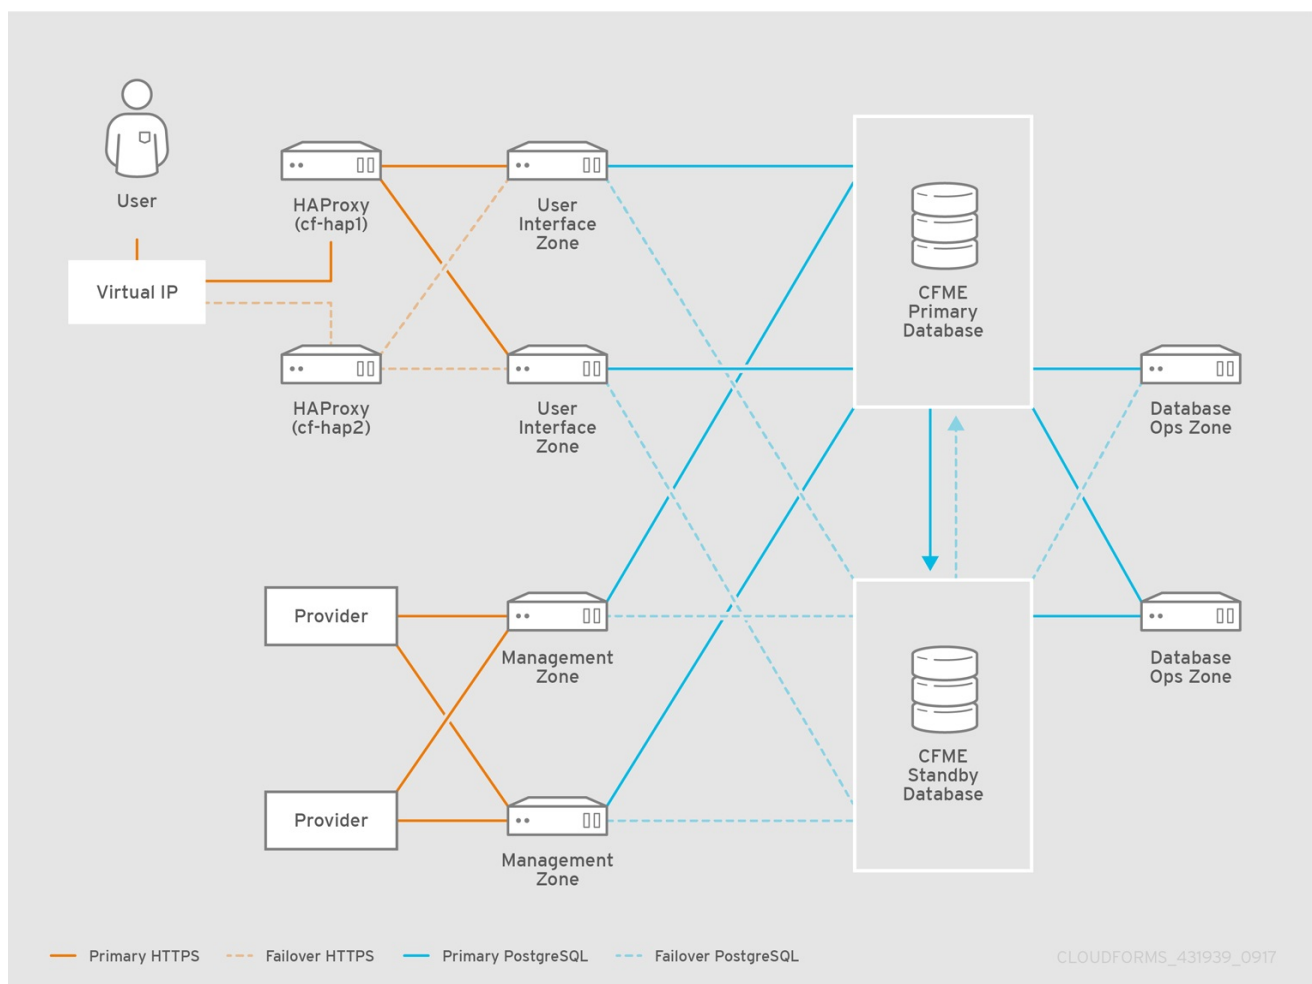 User
Virtual IP
HAProxy
(cf-hap1)
User
Interface
Zone
CFME
Primary
Database
HAProxy
(cf-hap2)
User
Interface
Zone
Database
Ops Zone
Provider
Management
Zone
Database
Ops Zone
CFME
Standby
Database
Provider
Management
Zone
Primary HTTPS
Failover HTTPS
Primary PostgreSQL
Failover PostgreSQL
CLOUDFORMS_431939_0917